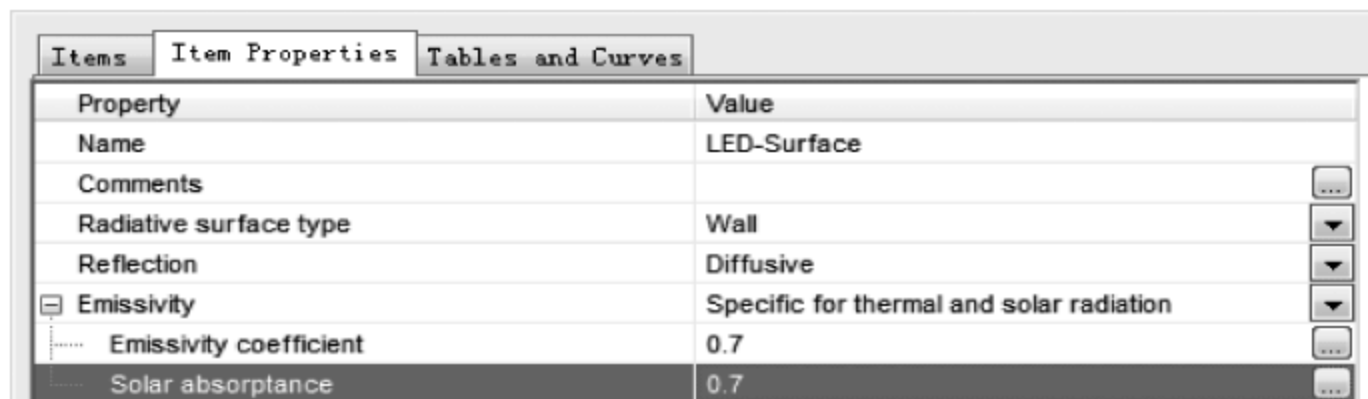 Items Item Properties Tables and Curves
Property Value
Name LED-Surface
Comments ...
Radiative surface type Wall
Reflection Diffusive
Emissivity Specific for thermal and solar radiation
Emissivity coefficient 0.7 ...
Solar absorptance 0.7 ...